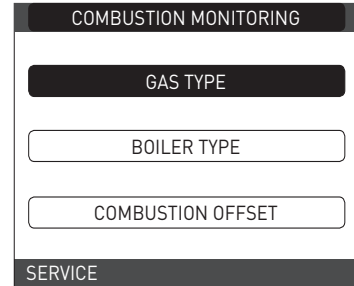 COMBUSTION MONITORING
GAS TYPE
BOILER TYPE
COMBUSTION OFFSET
SERVICE